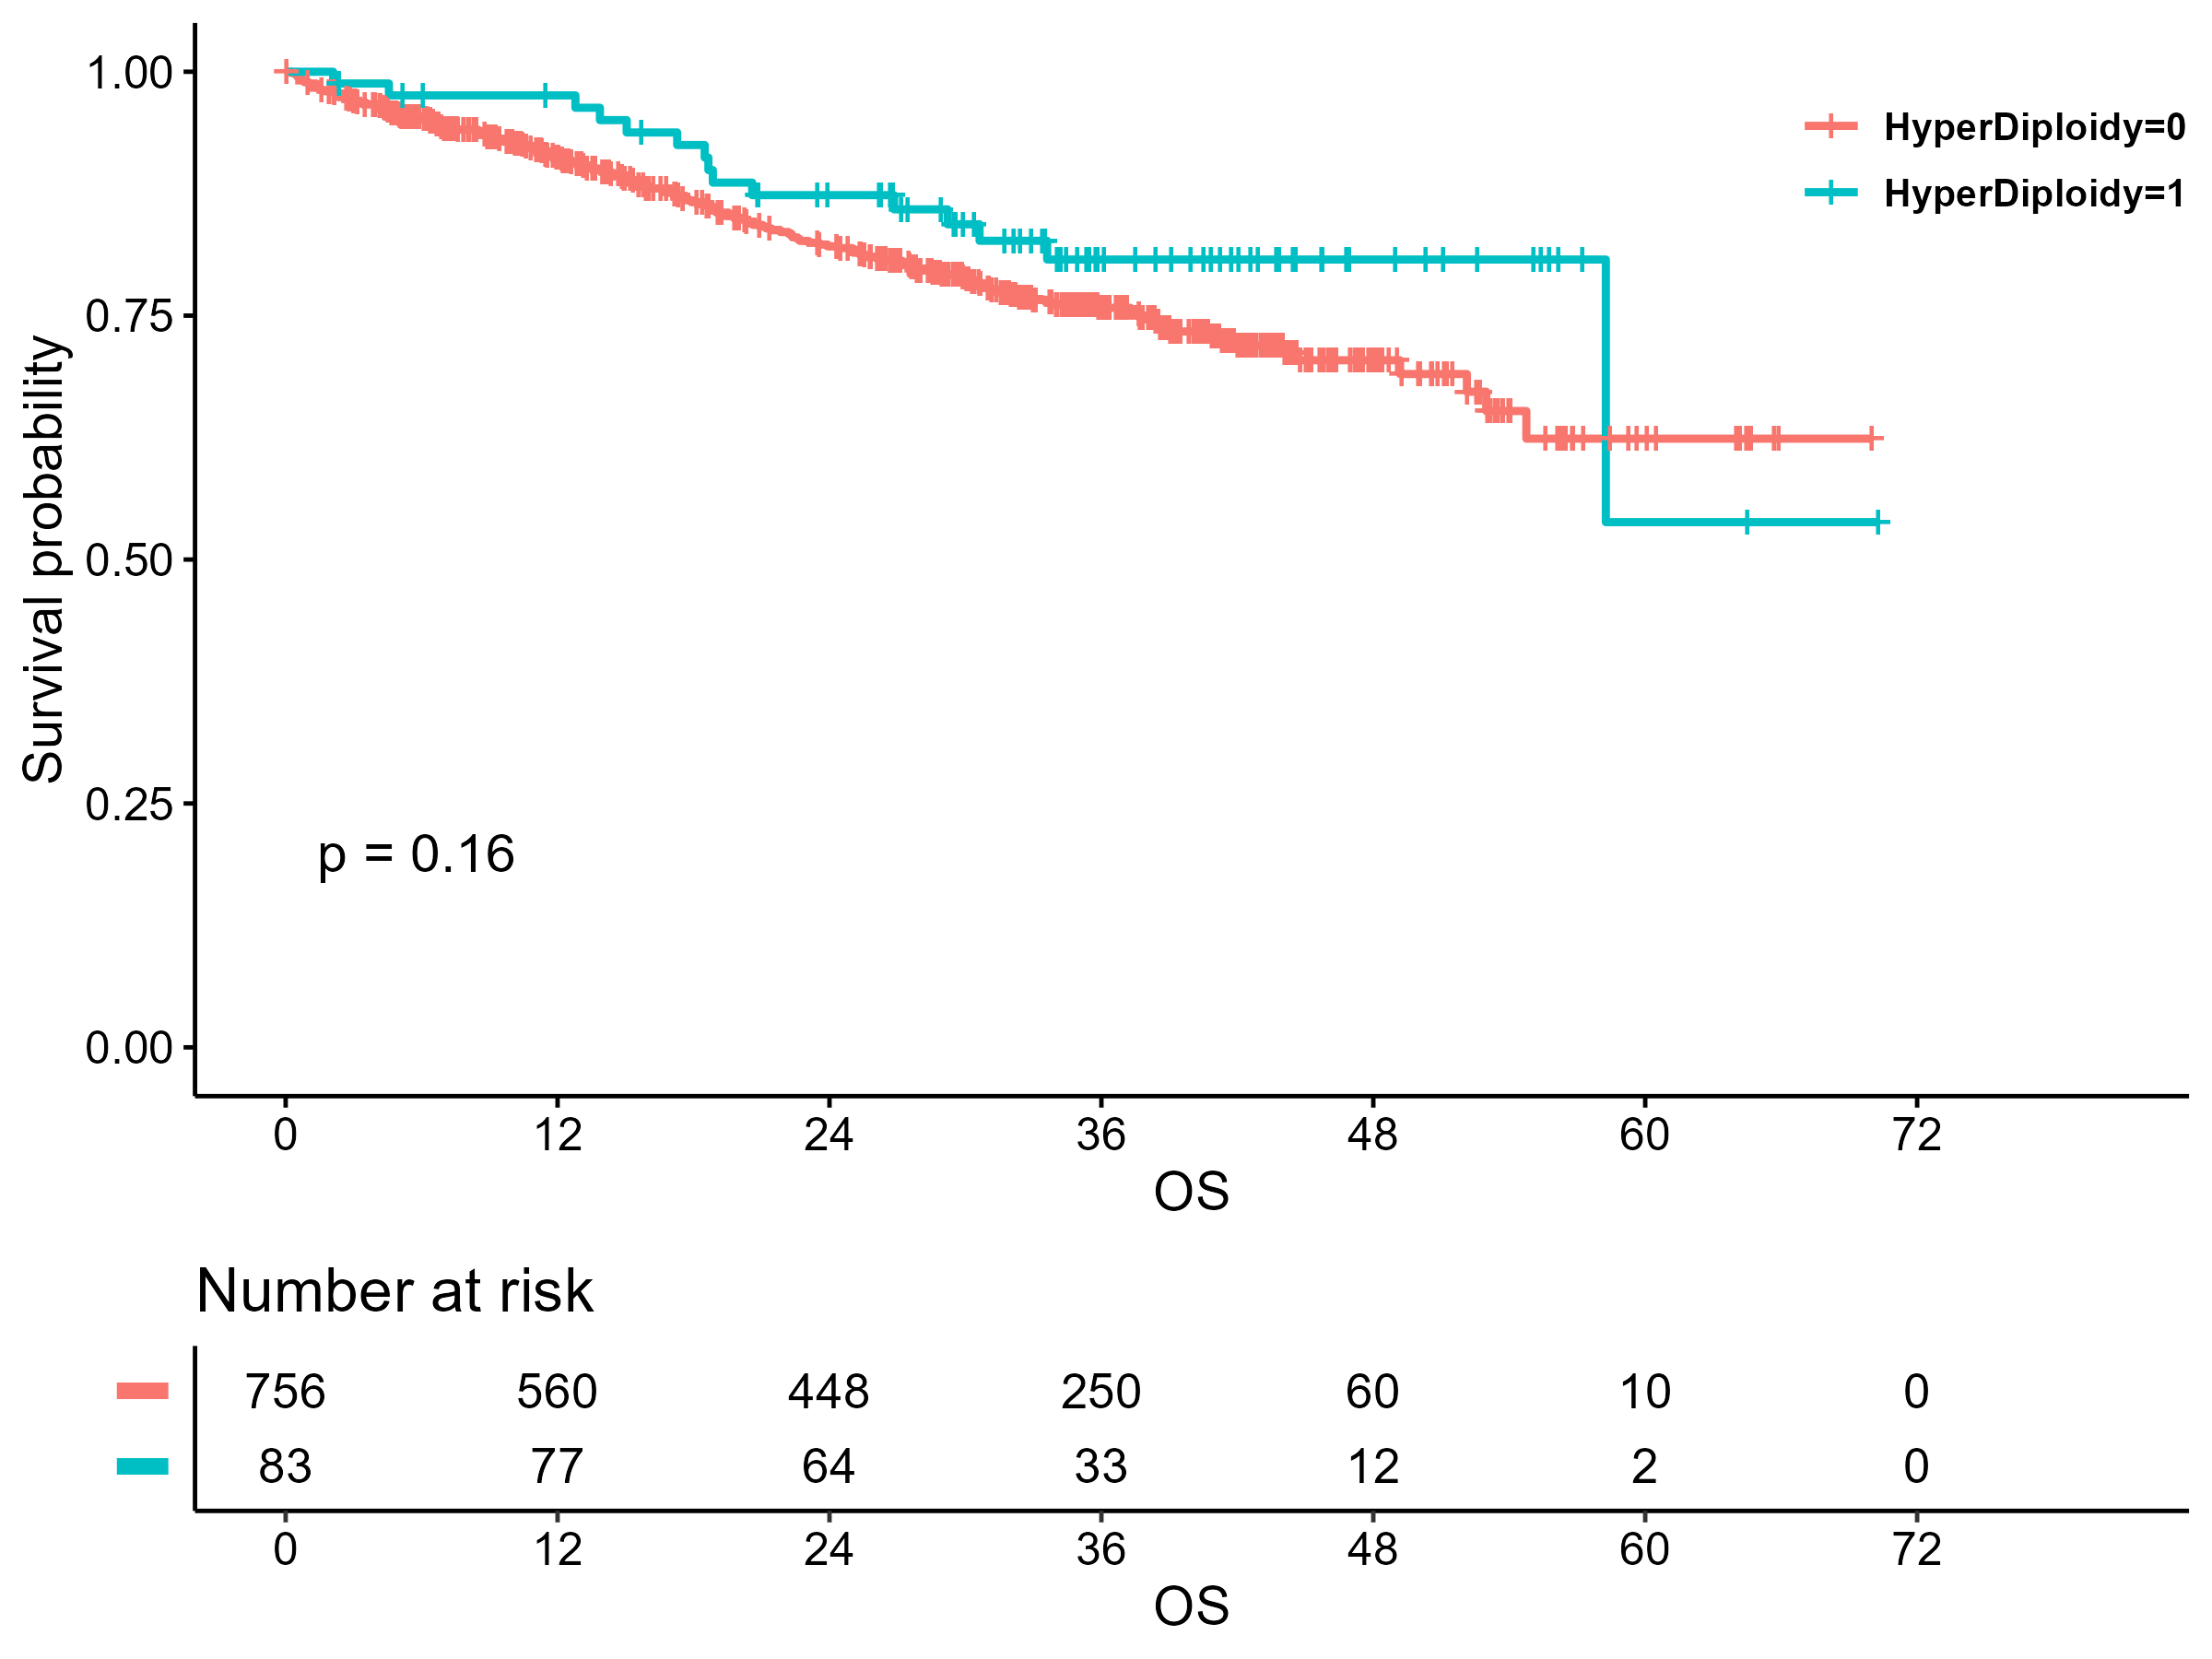 1.00
0.75
0.50
0.25
0.00
Survival probability
HyperDiploidy=0
HyperDiploidy=1
p = 0.16
0 12 24 36 48 60 72
OS
Number at risk
756 560 448 250 60 10 0
83 77 64 33 12 2 0
0 12 24 36 48 60 72
OS